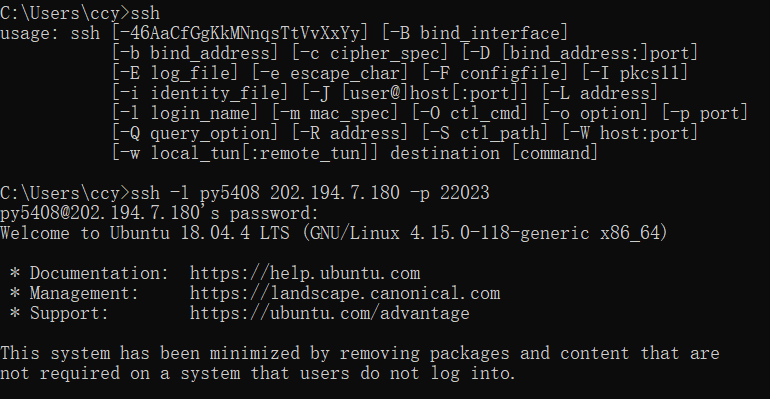 C:\Users\ccy>ssh
usage: ssh [-46AaCfGgKkMNnqsTtVvXxYy] [-B bind_interface]
           [-b bind_address] [-c cipher_spec] [-D [bind_address:]port]
           [-E log_file] [-e escape_char] [-F configfile] [-I pkcs11]
           [-i identity_file] [-J [user@]host[:port]] [-L address]
           [-l login_name] [-m mac_spec] [-O ctl_cmd] [-o option] [-p port]
           [-Q query_option] [-R address] [-S ctl_path] [-W host:port]
           [-w local_tun[:remote_tun]] destination [command]
C:\Users\ccy>ssh -l py5408 202.194.7.180 -p 22023
py5408@202.194.7.180's password:
Welcome to Ubuntu 18.04.4 LTS (GNU/Linux 4.15.0-118-generic x86_64)
 * Documentation:  https://help.ubuntu.com
 * Management:     https://landscape.canonical.com
 * Support:        https://ubuntu.com/advantage
This system has been minimized by removing packages and content that are
not required on a system that users do not log into.